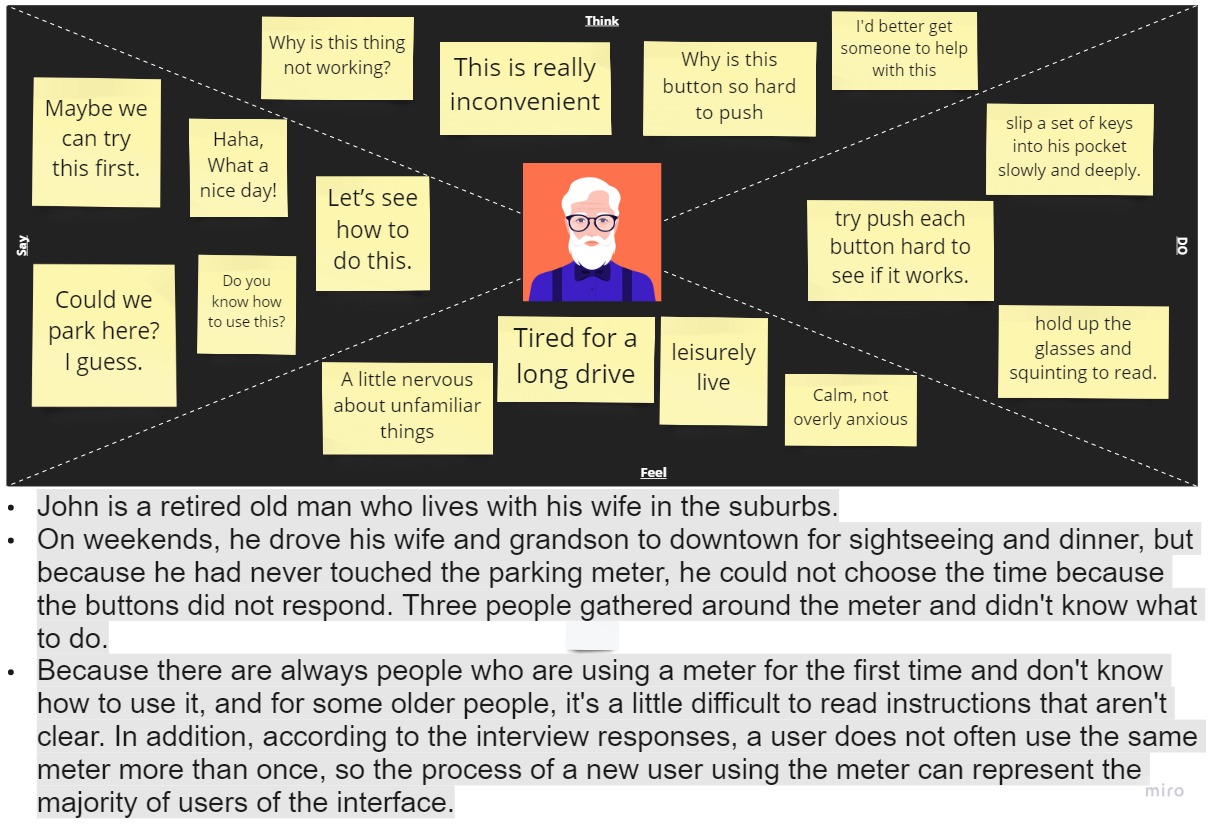 Think
Why is this thing
not working?
This is really
inconvenient
Why is this
button so hard
to push
I'd better get
someone to help
with this
Say
Maybe we
can try
this first.
Haha,
What a
nice day!
Let’s see
how to
do this.
Could we
park here?
I guess.
Do you
know how
to use this?
DO
slip a set of keys
into his pocket
slowly and deeply.
try push each
button hard to
see if it works.
hold up the
glasses and
squinting to read.
A little nervous
about unfamiliar
things
Tired for a
long drive
leisurely
live
Calm, not
overly anxious
Feel
• John is a retired old man who lives with his wife in the suburbs.
• On weekends, he drove his wife and grandson to downtown for sightseeing and dinner, but
because he had never touched the parking meter, he could not choose the time because
the buttons did not respond. Three people gathered around the meter and didn't know what
to do.
• Because there are always people who are using a meter for the first time and don't know
how to use it, and for some older people, it's a little difficult to read instructions that aren't
clear. In addition, according to the interview responses, a user does not often use the same
meter more than once, so the process of a new user using the meter can represent the
majority of users of the interface.
miro